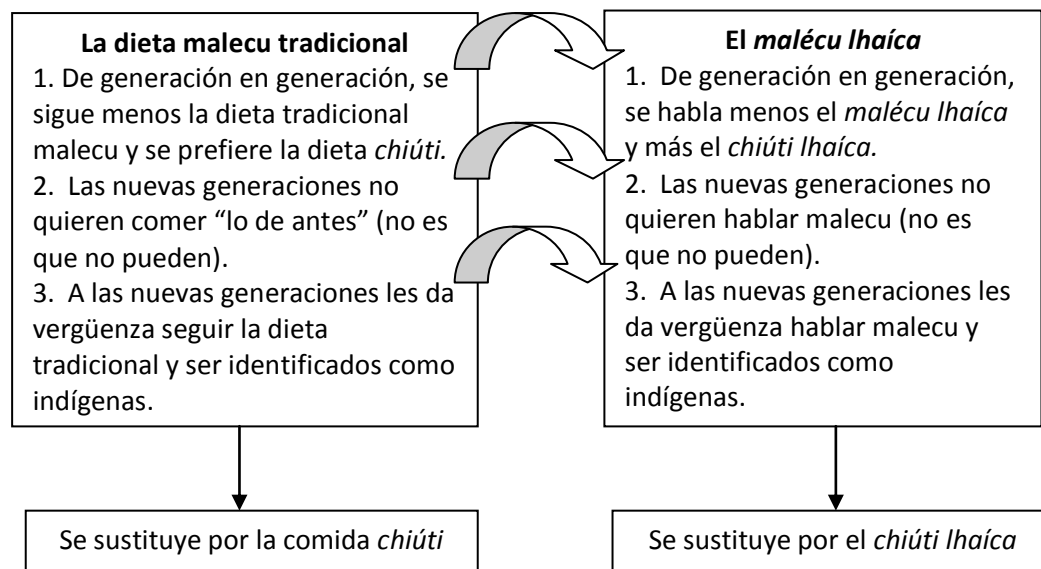 La dieta malecu tradicional
1. De generación en generación, se
sigue menos la dieta tradicional
malecu y se prefiere la dieta chiúti.
2. Las nuevas generaciones no
quieren comer “lo de antes” (no es
que no pueden).
3. A las nuevas generaciones les da
vergüenza seguir la dieta
tradicional y ser identificados como
indígenas.
El malécu lhaíca
1. De generación en generación,
se habla menos el malécu lhaíca
y más el chiúti lhaíca.
2. Las nuevas generaciones no
quieren hablar malecu (no es
que no pueden).
3. A las nuevas generaciones les
da vergüenza hablar malecu y
ser identificados como
indígenas.
Se sustituye por la comida chiúti
Se sustituye por el chiúti lhaíca